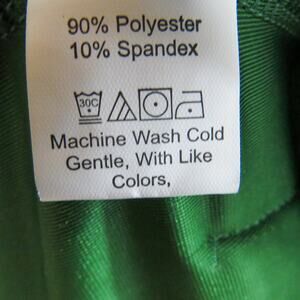 90% Polyester
10% Spandex
30C
Machine Wash Cold
Gentle, With Like
Colors,